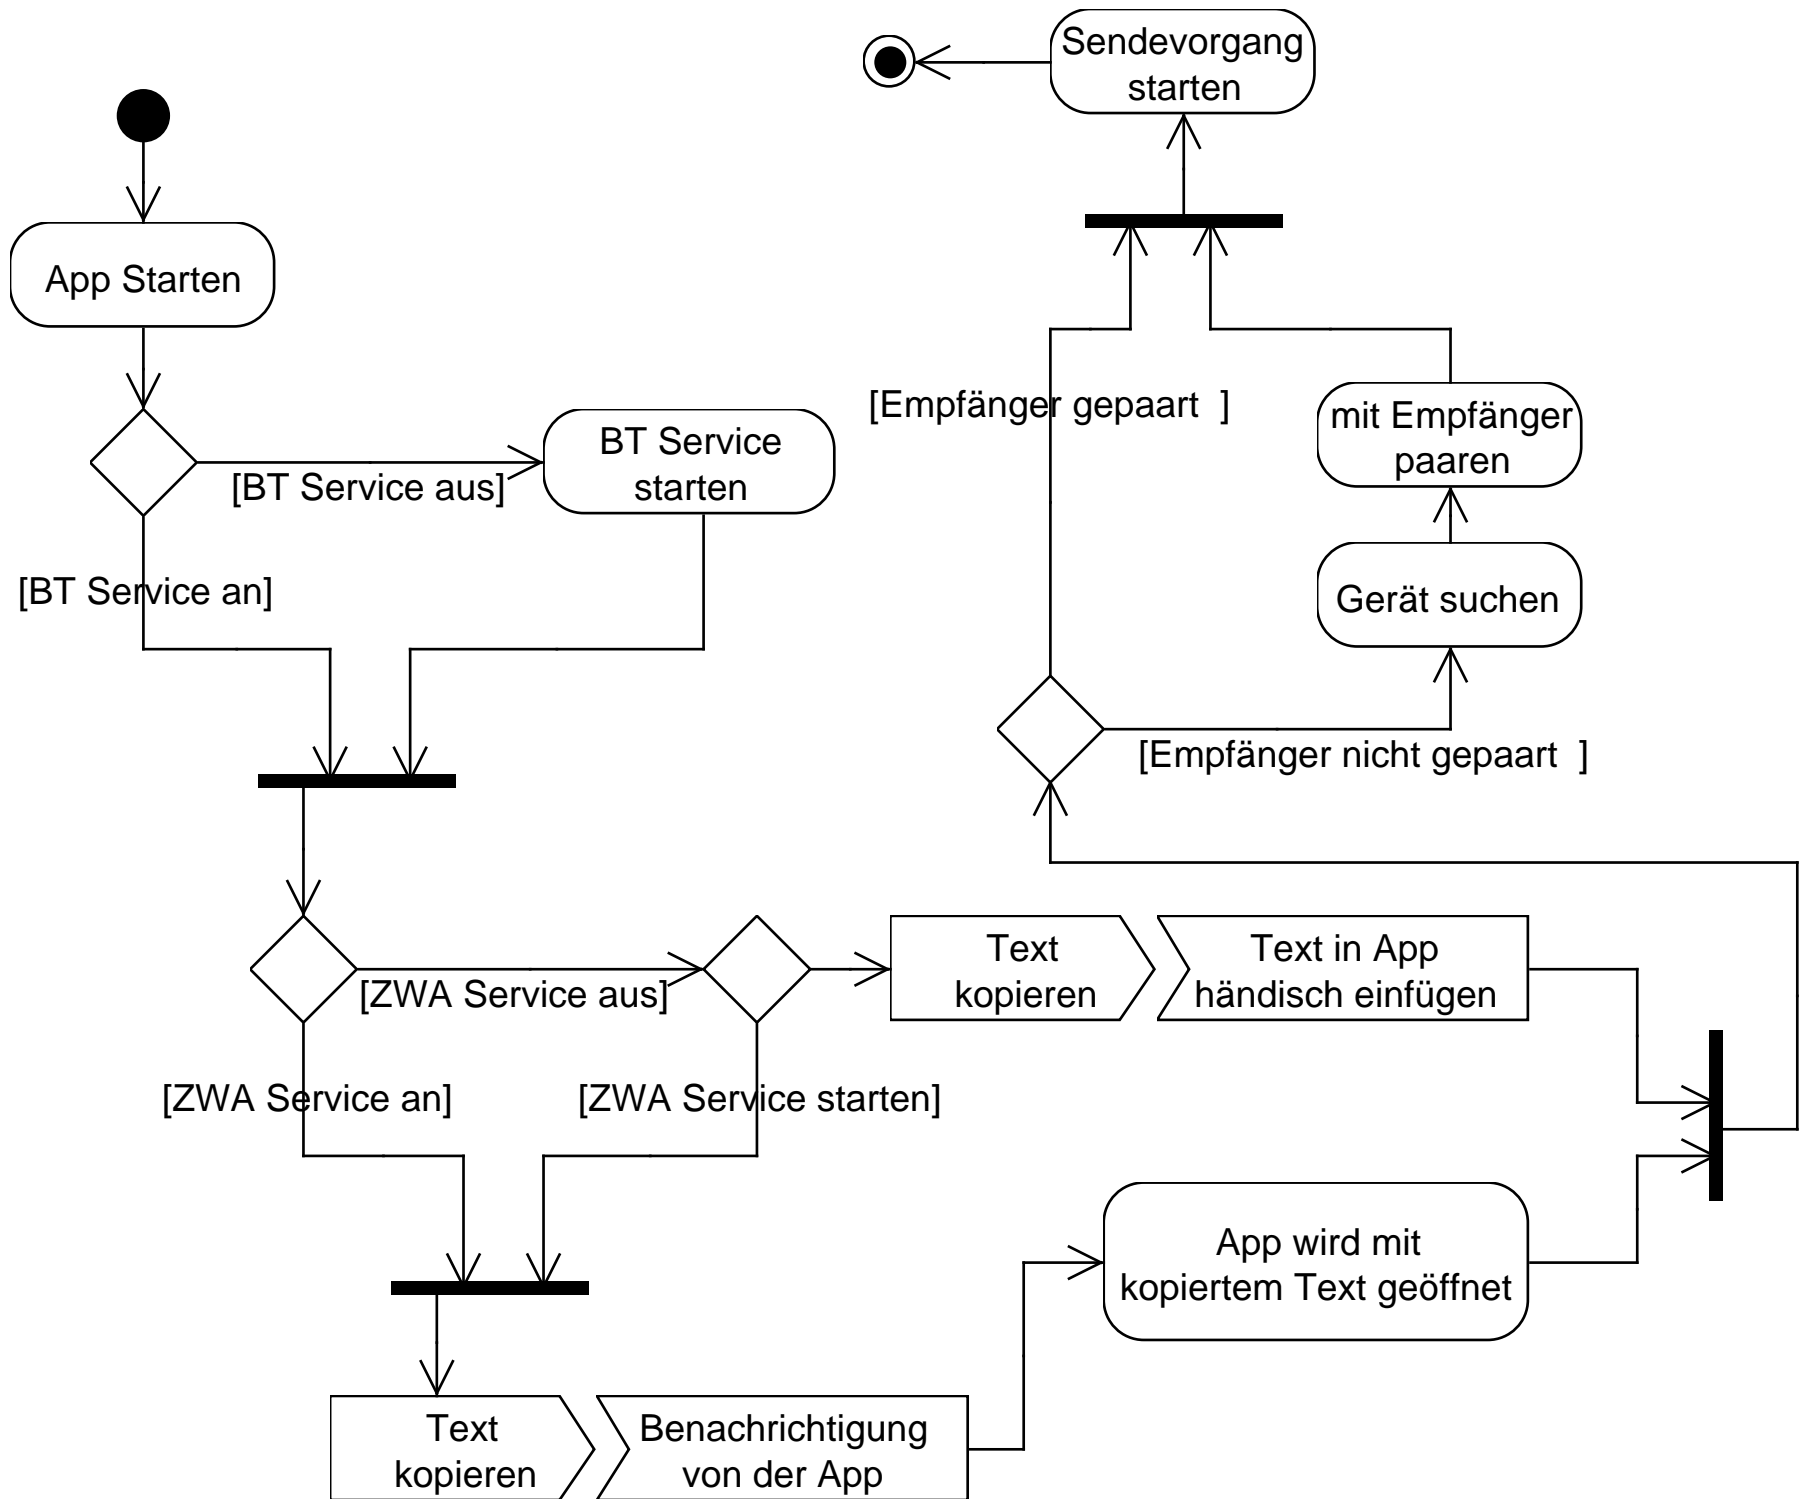 Sendevorgang
starten
App Starten
[Empfänger gepaart  ]
mit Empfänger
paaren
BT Service
starten
[BT Service aus]
[BT Service an]
Gerät suchen
[Empfänger nicht gepaart  ]
Text
kopieren
Text in App
händisch einfügen
[ZWA Service aus]
[ZWA Service an]
[ZWA Service starten]
App wird mit
kopiertem Text geöffnet
Text
kopieren
Benachrichtigung
von der App